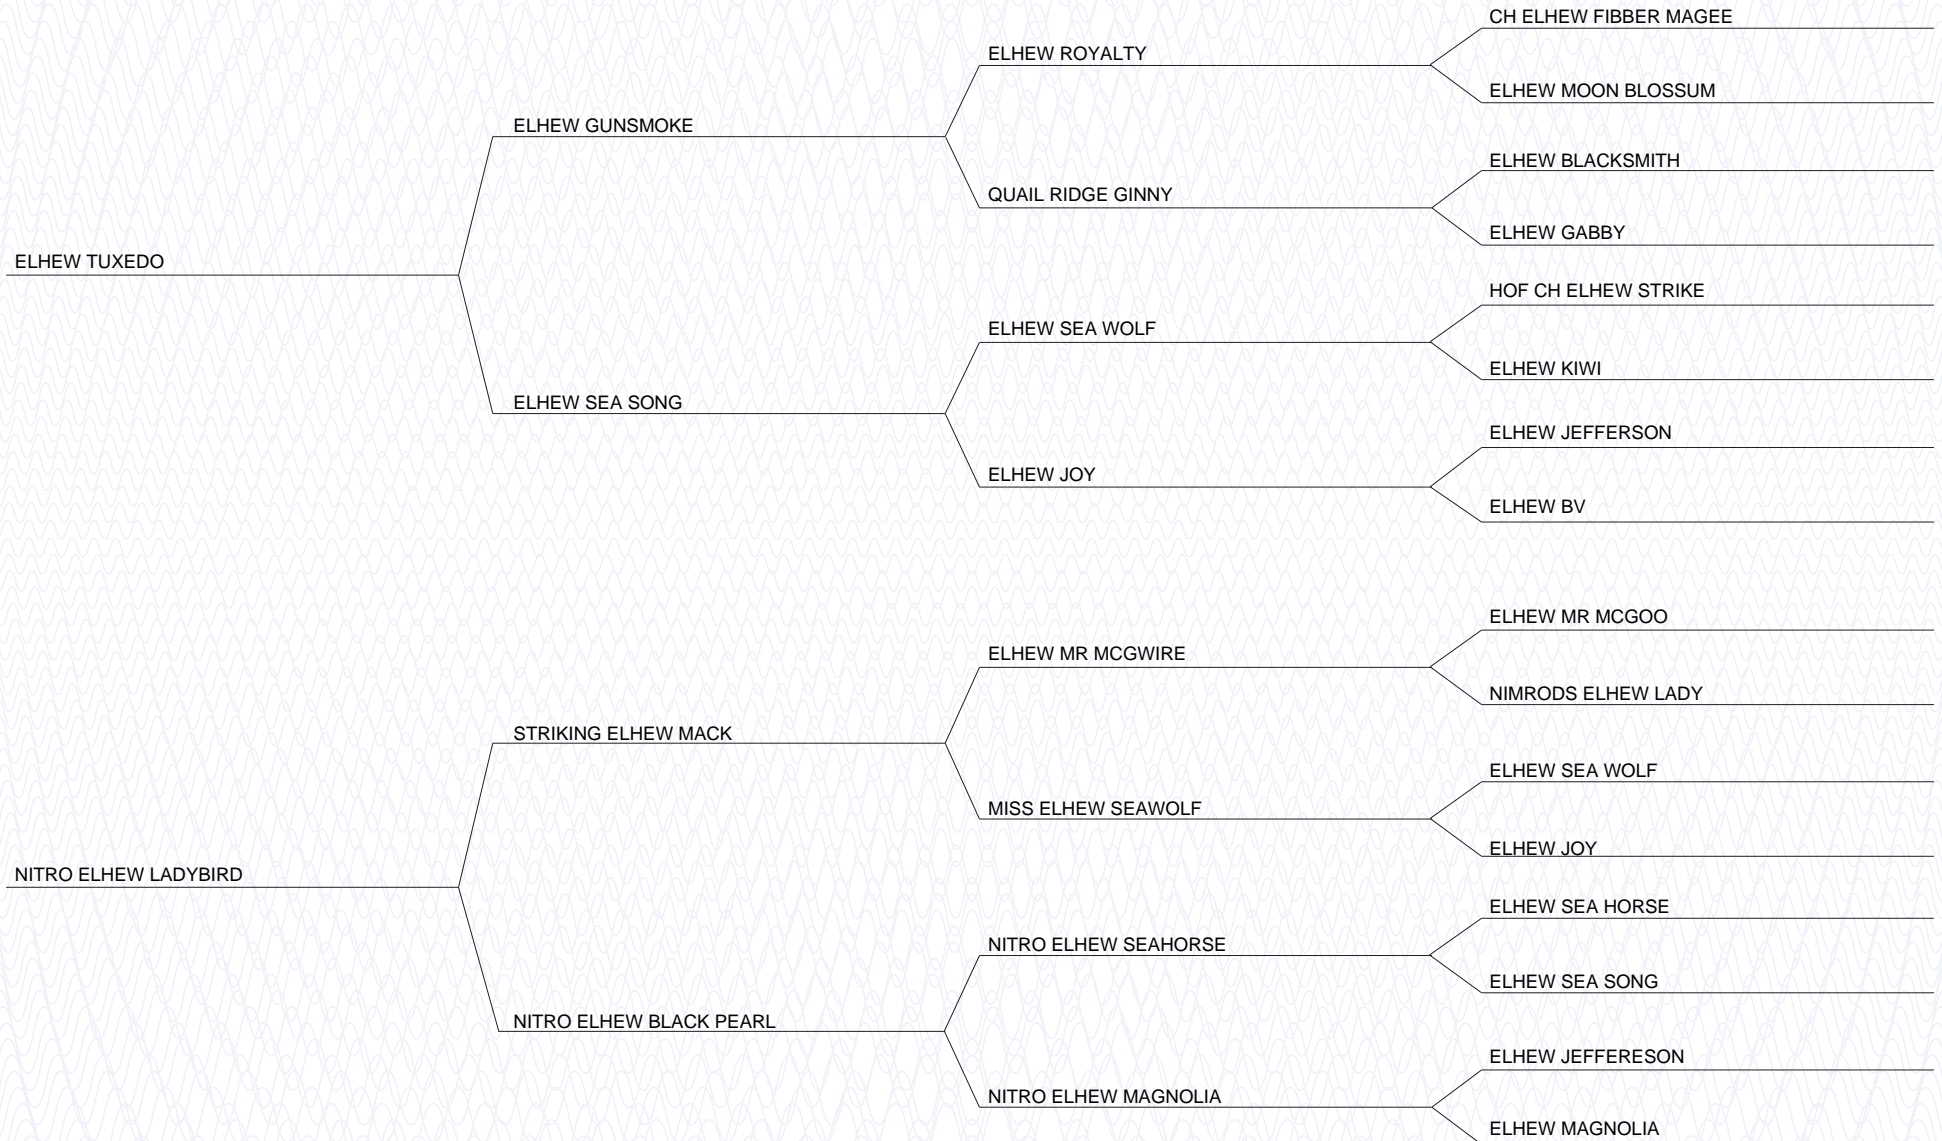 CH ELHEW FIBBER MAGEE
ELHEW ROYALTY
ELHEW MOON BLOSSUM
ELHEW GUNSMOKE
ELHEW BLACKSMITH
QUAIL RIDGE GINNY
ELHEW GABBY
ELHEW TUXEDO
HOF CH ELHEW STRIKE
ELHEW SEA WOLF
ELHEW KIWI
ELHEW SEA SONG
ELHEW JEFFERSON
ELHEW JOY
ELHEW BV
ELHEW MR MCGOO
ELHEW MR MCGWIRE
NIMRODS ELHEW LADY
STRIKING ELHEW MACK
ELHEW SEA WOLF
MISS ELHEW SEAWOLF
ELHEW JOY
NITRO ELHEW LADYBIRD
ELHEW SEA HORSE
NITRO ELHEW SEAHORSE
ELHEW SEA SONG
NITRO ELHEW BLACK PEARL
ELHEW JEFFERESON
NITRO ELHEW MAGNOLIA
ELHEW MAGNOLIA